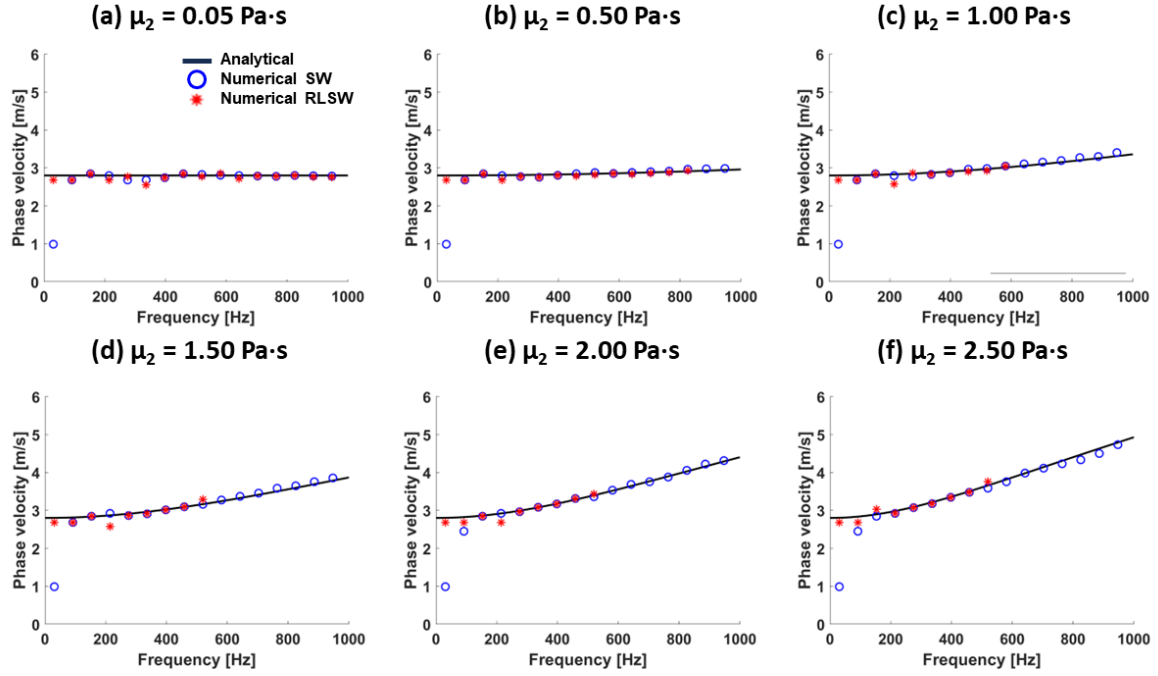 (a) μ₂ = 0.05 Pa·s
(b) μ₂ = 0.50 Pa·s
(c) μ₂ = 1.00 Pa·s
Analytical
Numerical SW
Numerical RLSW
Phase velocity [m/s]
6
5
4
3
2
1
0
0 200 400 600 800 1000
Frequency [Hz]
Phase velocity [m/s]
6
5
4
3
2
1
0
0 200 400 600 800 1000
Frequency [Hz]
Phase velocity [m/s]
6
5
4
3
2
1
0
0 200 400 600 800 1000
Frequency [Hz]
(d) μ₂ = 1.50 Pa·s
(e) μ₂ = 2.00 Pa·s
(f) μ₂ = 2.50 Pa·s
Phase velocity [m/s]
6
5
4
3
2
1
0
0 200 400 600 800 1000
Frequency [Hz]
Phase velocity [m/s]
6
5
4
3
2
1
0
0 200 400 600 800 1000
Frequency [Hz]
Phase velocity [m/s]
6
5
4
3
2
1
0
0 200 400 600 800 1000
Frequency [Hz]